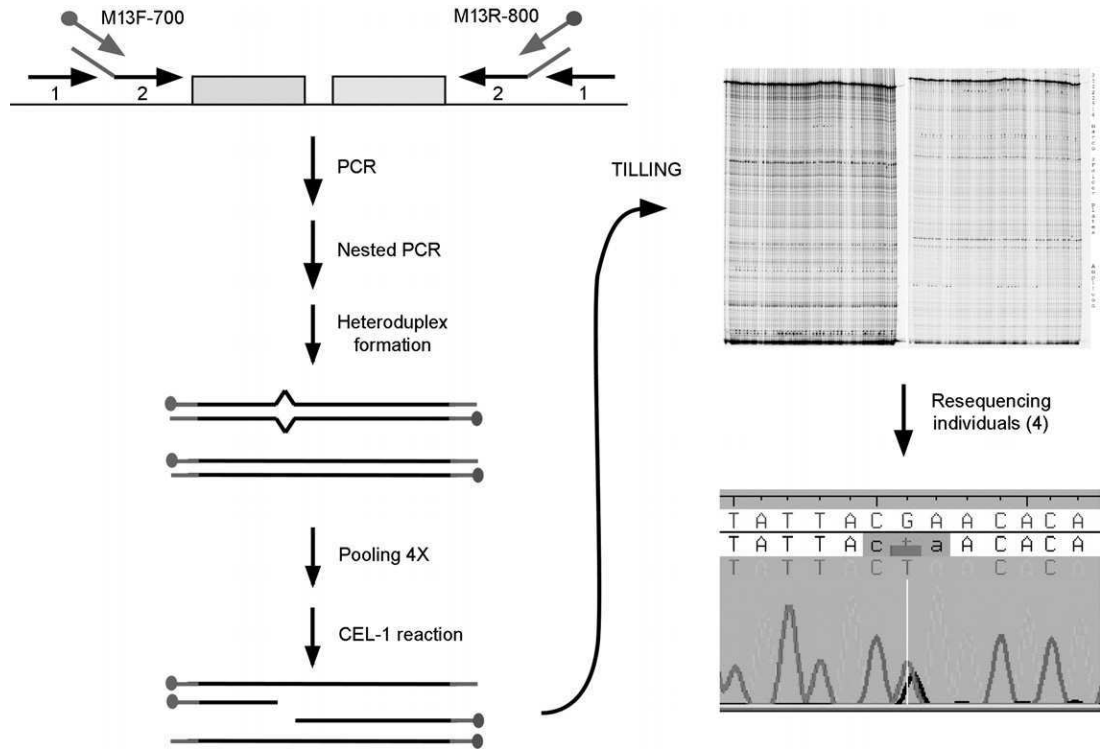 M13F-700
M13R-800
1
2
2
1
PCR
Nested PCR
Heteroduplex
formation
Pooling 4X
CEL-1 reaction
TILLING
Resequencing
individuals (4)
T A T T A C G A A C A C A
T A T T A c t a A C A C A
T T T C T C C